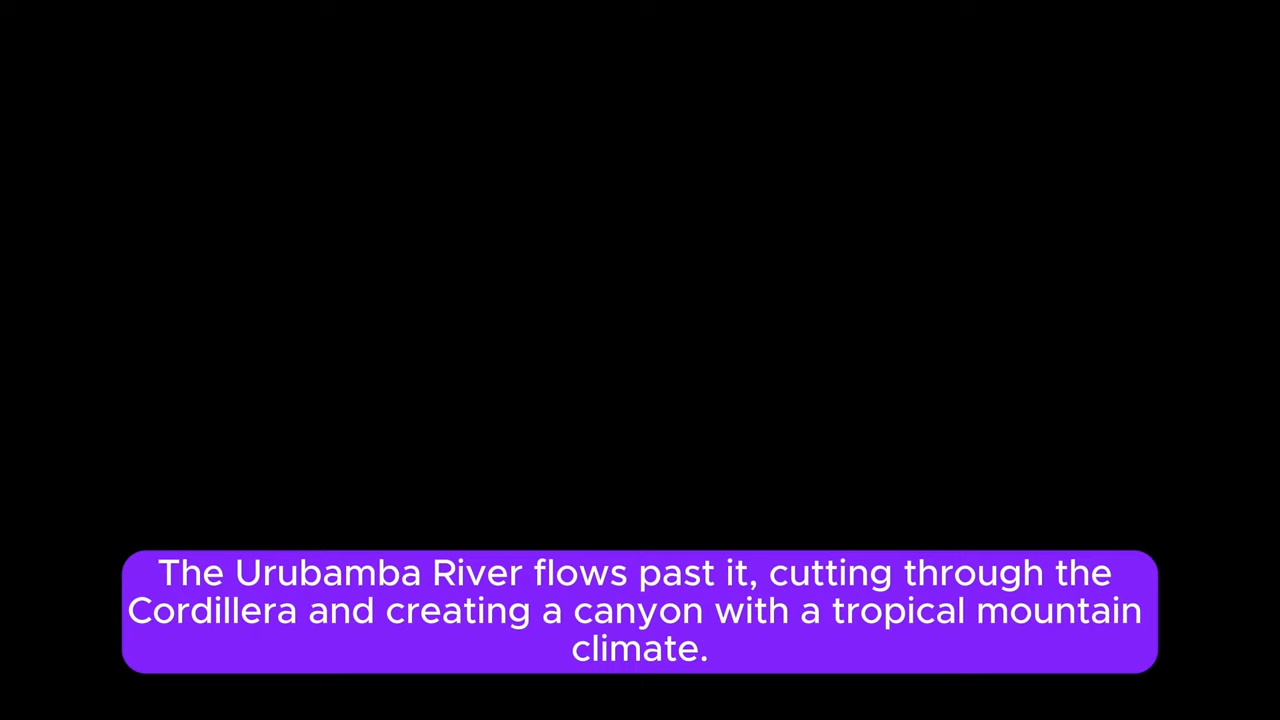 The Urubamba River flows past it, cutting through the
Cordillera and creating a canyon with a tropical mountain
climate.